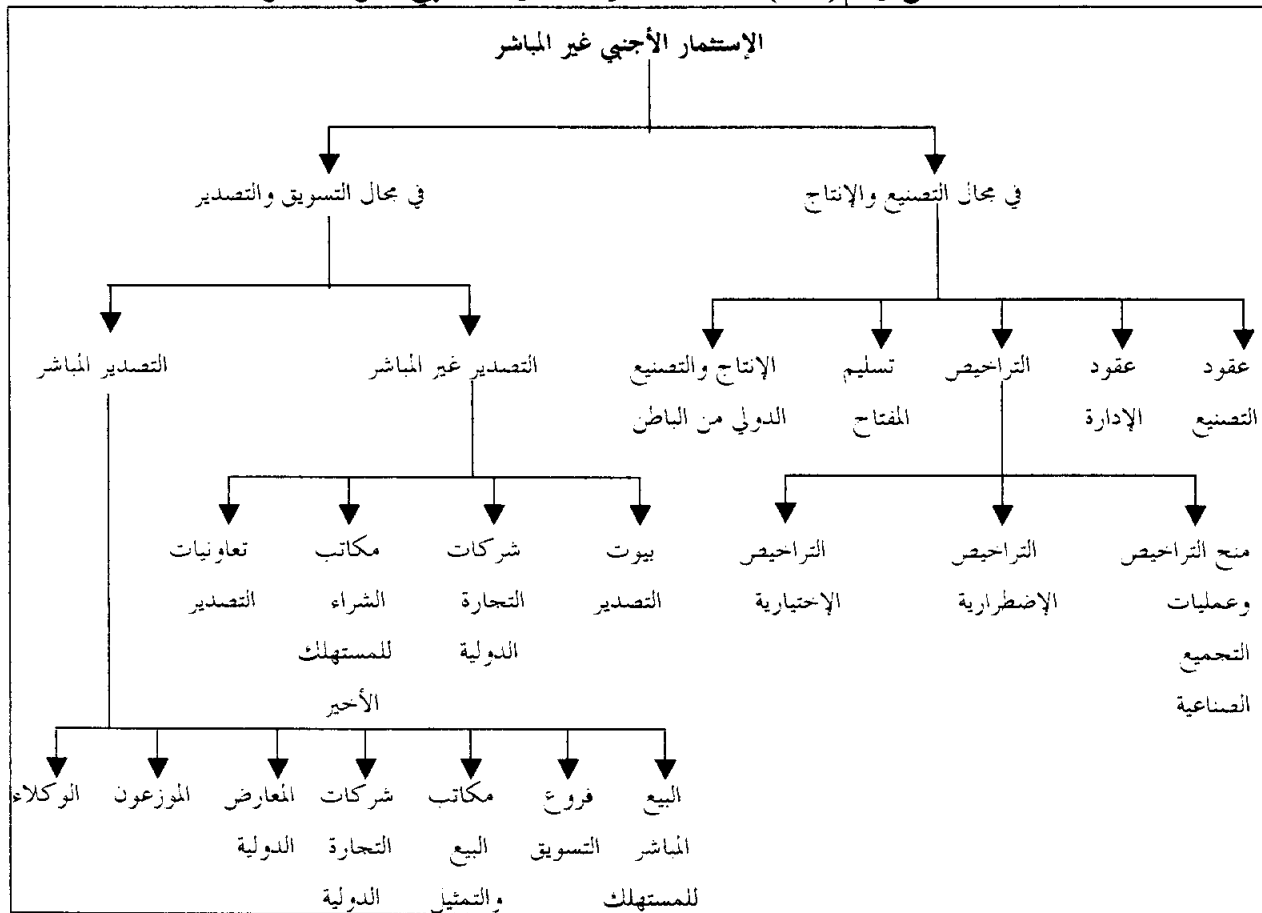 الإستثمار الأجنبي غير المباشر
في مجال التصنيع والإنتاج
في مجال التسويق والتصدير
عقود
التصنيع
عقود
الإدارة
التراخيص
تسليم
المفتاح
الإنتاج والتصنيع
الدولي من الباطن
التصدير غير المباشر
التصدير المباشر
منح التراخيص
وعمليات
التجميع
الصناعية
التراخيص
الإضطرارية
التراخيص
الإختيارية
بيوت
التصدير
شركات
التجارة
الدولية
مكاتب
الشراء
للمستهلك
الأخير
تعاونيات
التصدير
البيع
المباشر
للمستهلك
فروع
التسويق
مكاتب
البيع
والتمثيل
شركات
التجارة
الدولية
المعارض
الدولية
الموزعون
الوكلاء